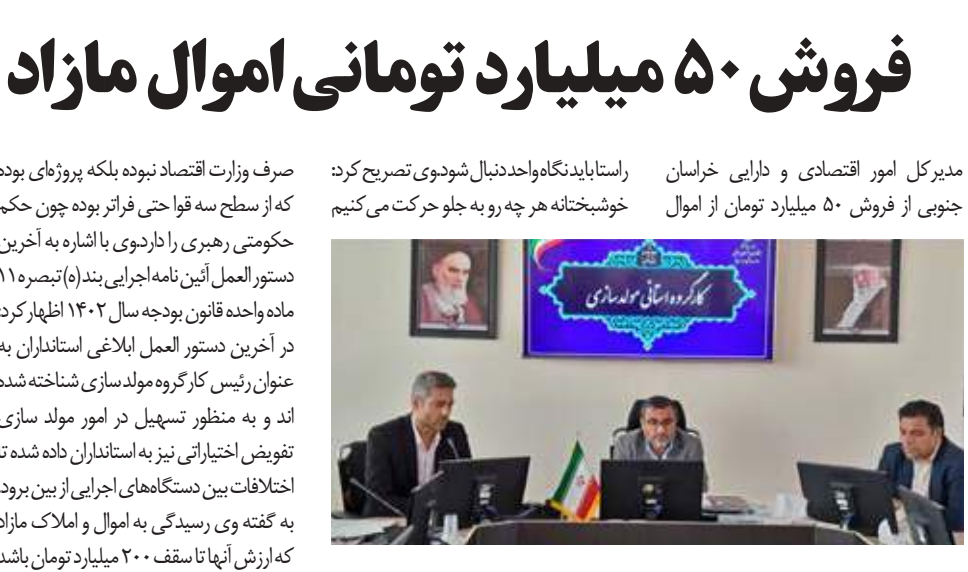 فروش ۵۰ میلیارد تومانی اموال مازاد
مدیرکل امور اقتصادی و دارایی خراسان
جنوبی از فروش ۵۰ میلیارد تومان از اموال
کارگروه استانی مولدسازی
راستا باید نگاه واحد دنبال شود.وی تصریح کرد:
خوشبختانه هر چه رو به جلو حرکت می کنیم
صرف وزارت اقتصاد نبوده بلکه پروژه‌ای بوده
که از سطح سه قوا حتی فراتر بوده چون حکم
حکومتی رهبری را دارد.وی با اشاره به آخرین
دستور العمل آئین نامه اجرایی بند (ه) تبصره ۱۱
ماده واحده قانون بودجه سال ۱۴۰۲ اظهار کرد:
در آخرین دستور العمل ابلاغی استانداران به
عنوان رئیس کارگروه مولدسازی شناخته شده
اند و به منظور تسهیل در امور مولد سازی
تفویض اختیاراتی نیز به استانداران داده شده تا
اختلافات بین دستگاه‌های اجرایی از بین برود.
به گفته وی رسیدگی به اموال و املاک مازاد
که ارزش آنها تا سقف ۲۰۰ میلیارد تومان باشد